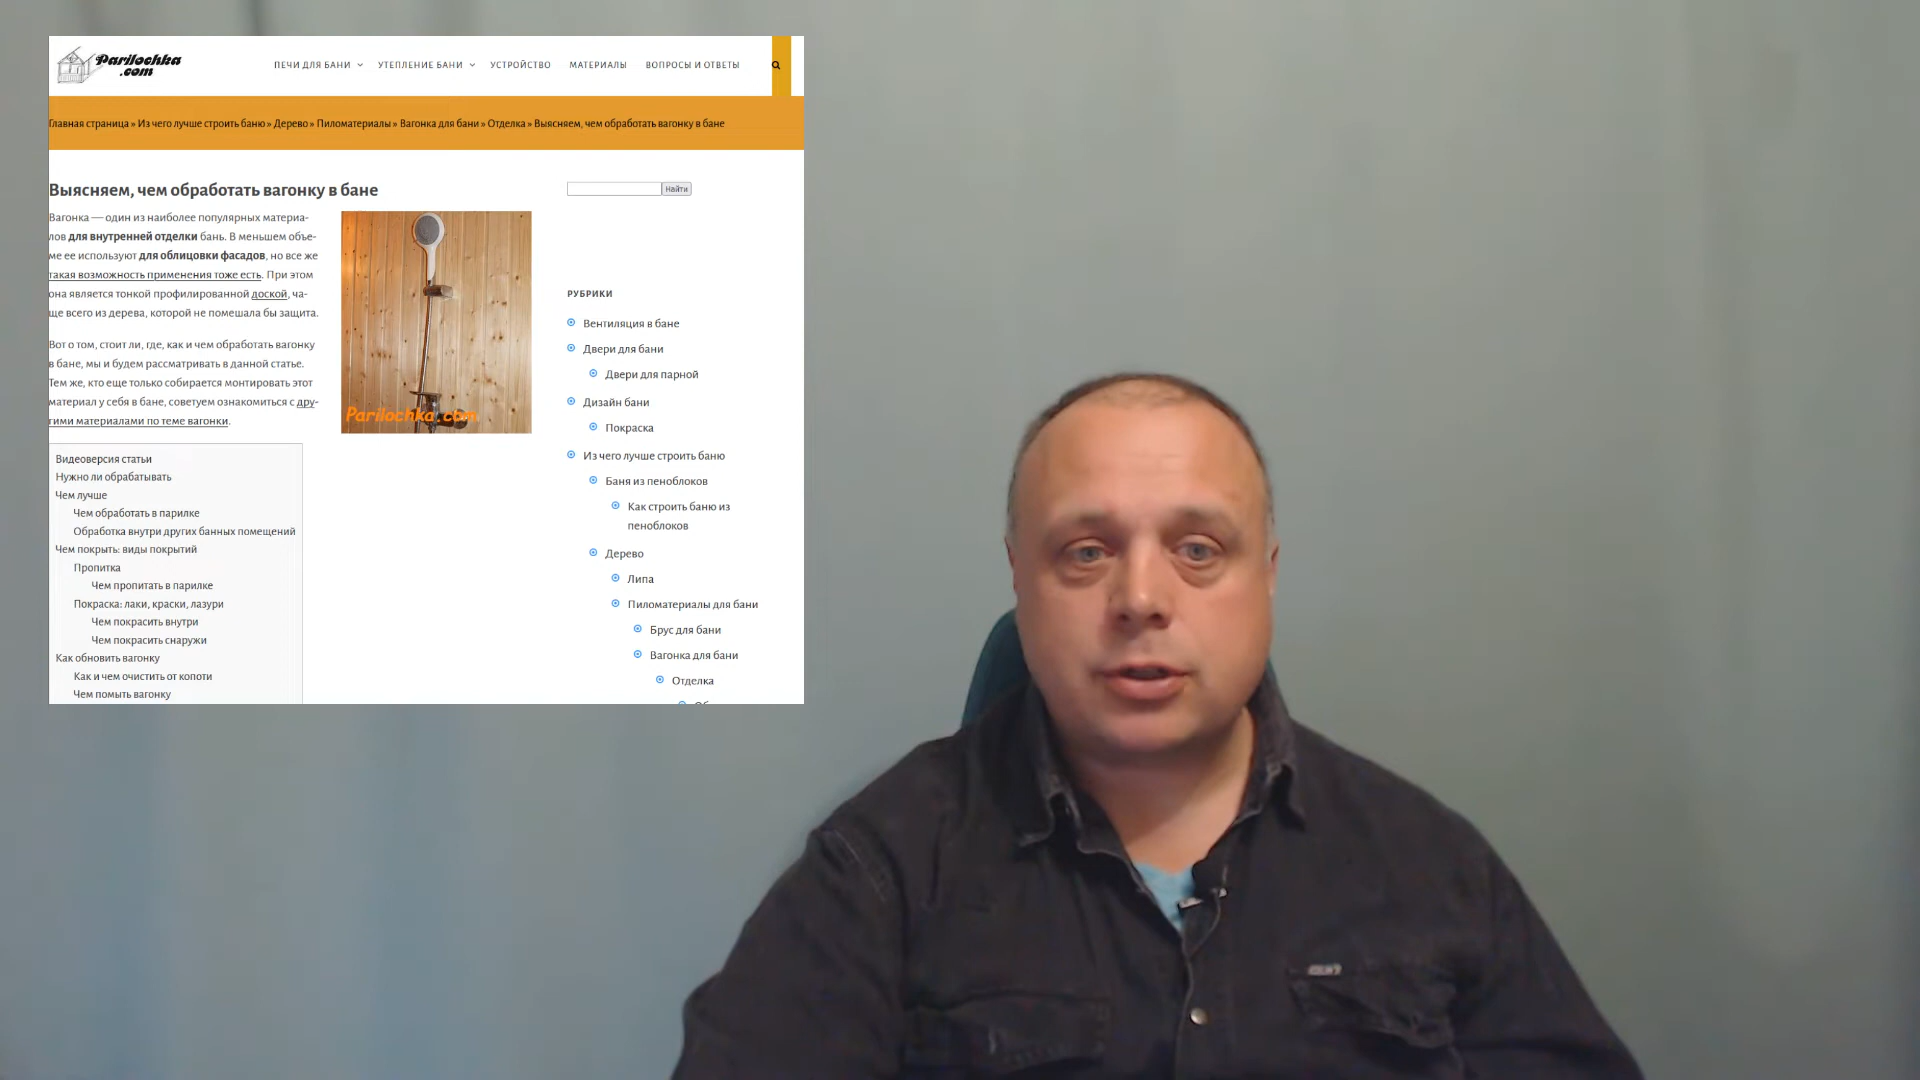 Parilochka
.com
ПЕЧИ ДЛЯ БАНИ УТЕПЛЕНИЕ БАНИ УСТРОЙСТВО МАТЕРИАЛЫ ВОПРОСЫ И ОТВЕТЫ
Главная страница » Из чего лучше строить баню » Дерево » Пиломатериалы » Вагонка для бани » Отделка » Выясняем, чем обработать вагонку в бане
Выясняем, чем обработать вагонку в бане
Вагонка — один из наиболее популярных материа-
лов для внутренней отделки бань. В меньшем объе-
ме ее используют для облицовки фасадов, но все же
такая возможность применения тоже есть. При этом
она является тонкой профилированной доской, ча-
ще всего из дерева, которой не помешала бы защита.
Вот о том, стоит ли, где, как и чем обработать вагонку
в бане, мы и будем рассматривать в данной статье.
Тем же, кто еще только собирается монтировать этот
материал у себя в бане, советуем ознакомиться с дру-
гими материалами по теме вагонки.
Parilochka.com
Видеоверсия статьи
Нужно ли обрабатывать
Чем лучше
Чем обработать в парилке
Обработка внутри других банных помещений
Чем покрыть: виды покрытий
Пропитка
Чем пропитать в парилке
Покраска: лаки, краски, лазури
Чем покрасить внутри
Чем покрасить снаружи
Как обновить вагонку
Как и чем очистить от копоти
Чем помыть вагонку
Найти
РУБРИКИ
Вентиляция в бане
Двери для бани
Двери для парной
Дизайн бани
Покраска
Из чего лучше строить баню
Баня из пеноблоков
Как строить баню из
пеноблоков
Дерево
Липа
Пиломатериалы для бани
Брус для бани
Вагонка для бани
Отделка